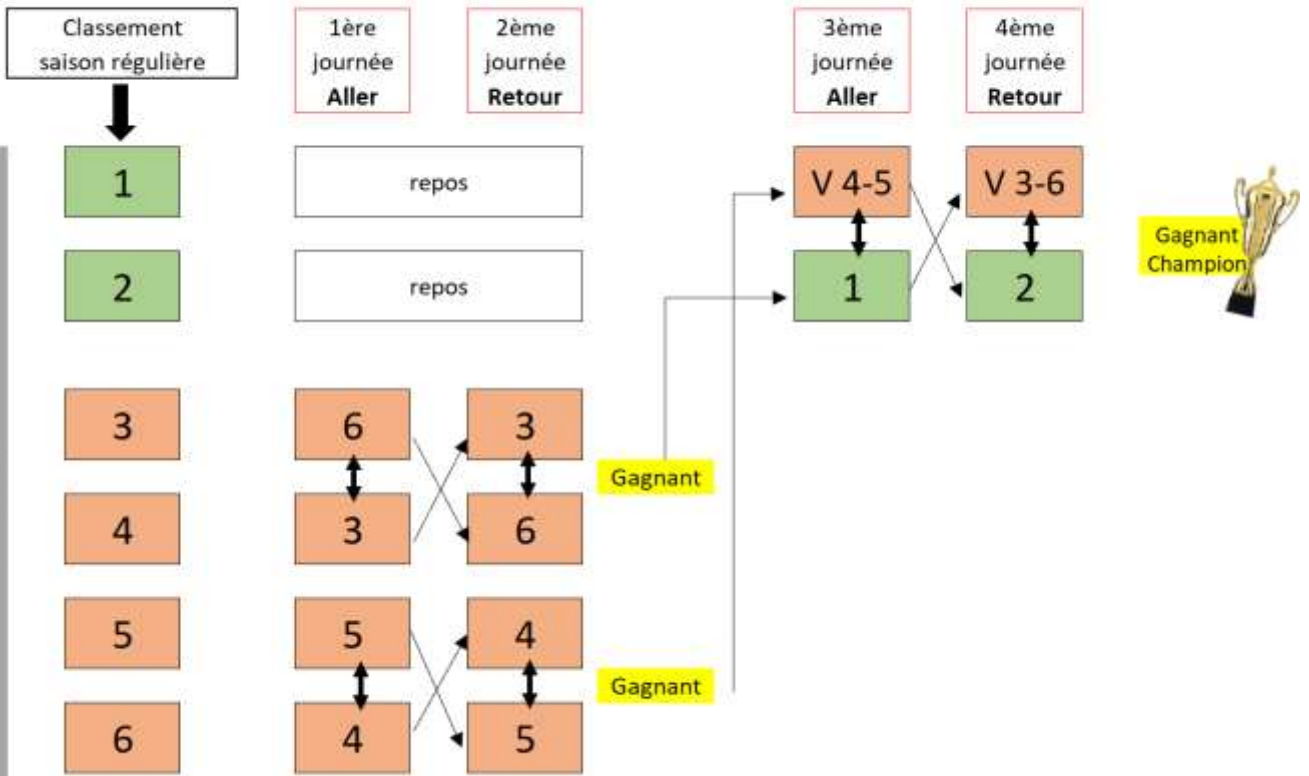 Classement
saison régulière
1ère
journée
Aller
2ème
journée
Retour
3ème
journée
Aller
4ème
journée
Retour
1
repos
V 4-5
V 3-6
2
repos
1
2
Gagnant
Champion
3
6
3
Gagnant
4
3
6
5
5
4
Gagnant
6
4
5